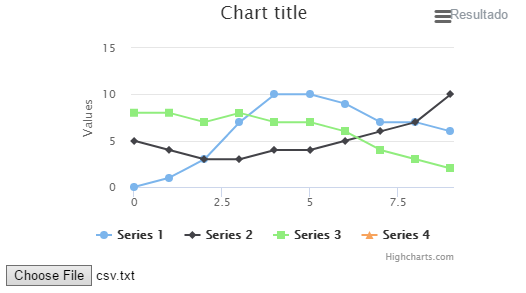 Chart title
Resultado
15
10
5
0
Values
0 2.5 5 7.5
Series 1 Series 2 Series 3 Series 4
Highcharts.com
Choose File csv.txt